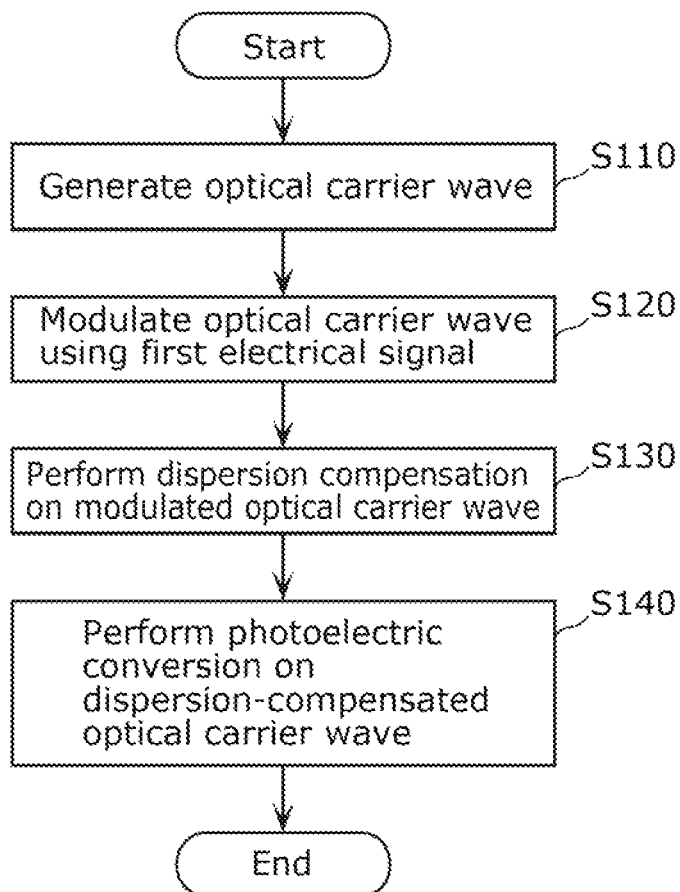 Start
S110
Generate optical carrier wave
S120
Modulate optical carrier wave
using first electrical signal
S130
Perform dispersion compensation
on modulated optical carrier wave
S140
Perform photoelectric
conversion on
dispersion-compensated
optical carrier wave
End